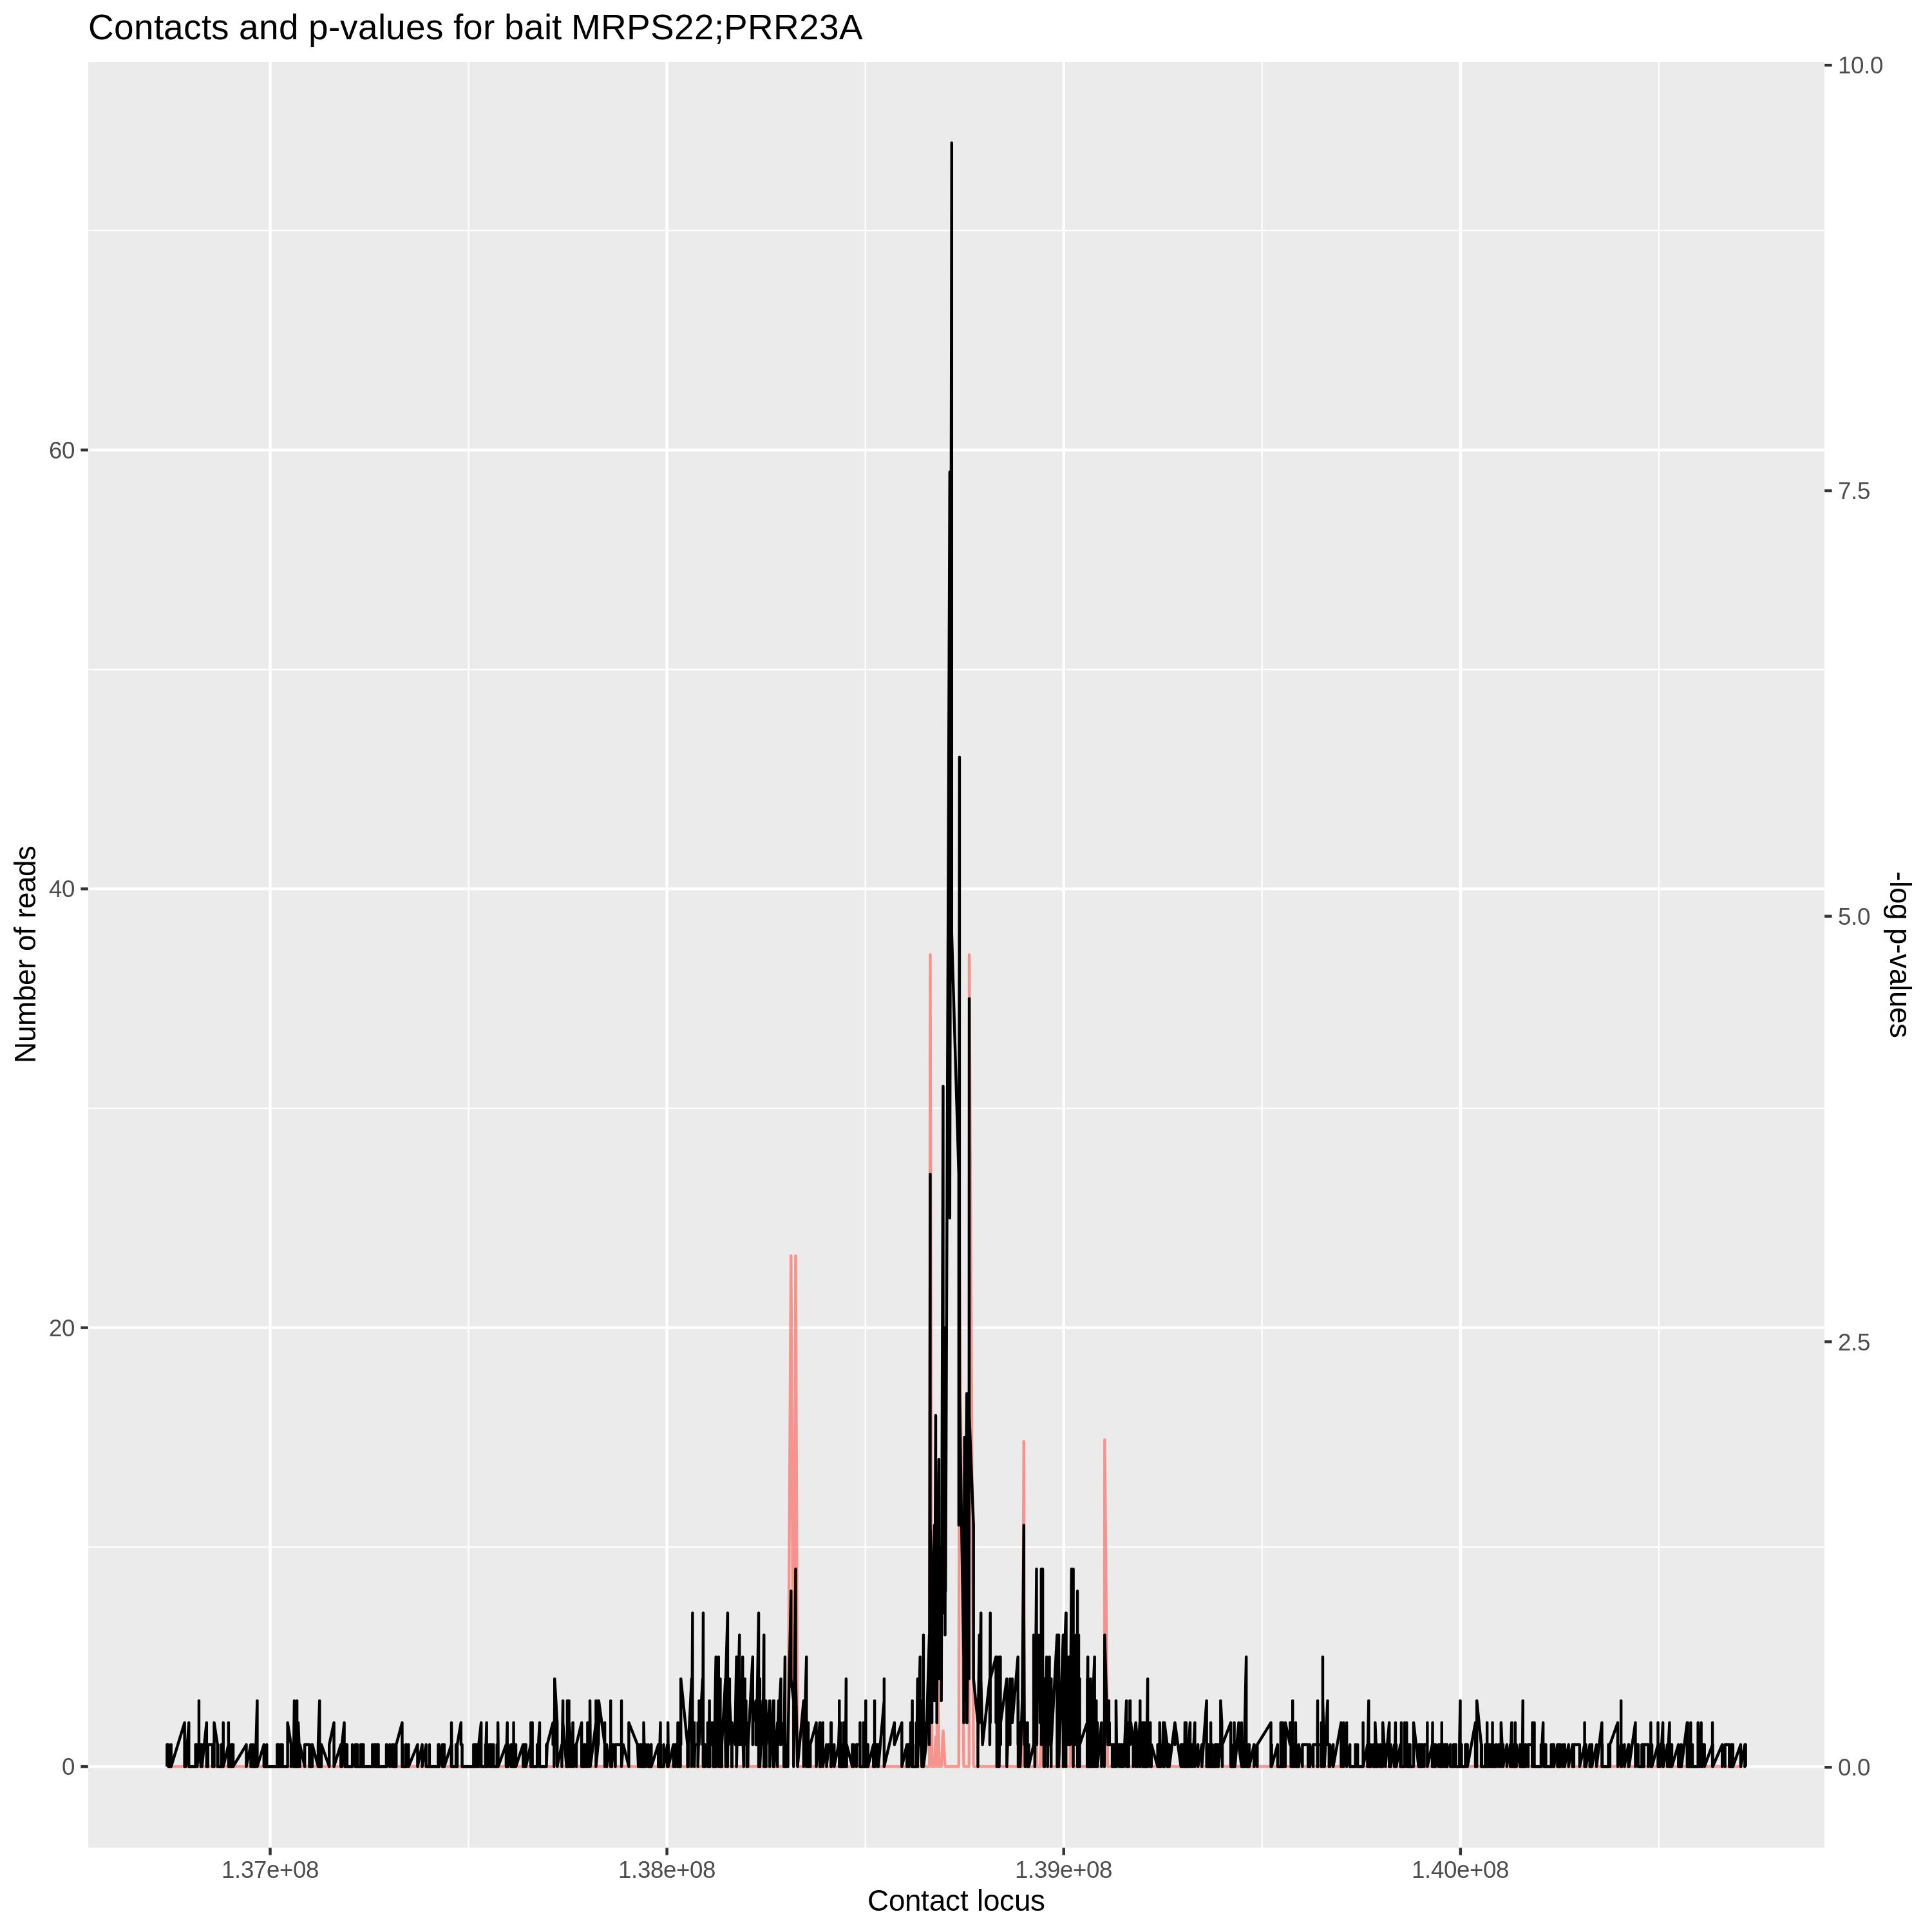 Contacts and p-values for bait MRPS22;PRR23A
10.0
60
7.5
Number of reads
40
5.0
-log p-values
20
2.5
0
0.0
1.37e+08
1.38e+08
1.39e+08
1.40e+08
Contact locus